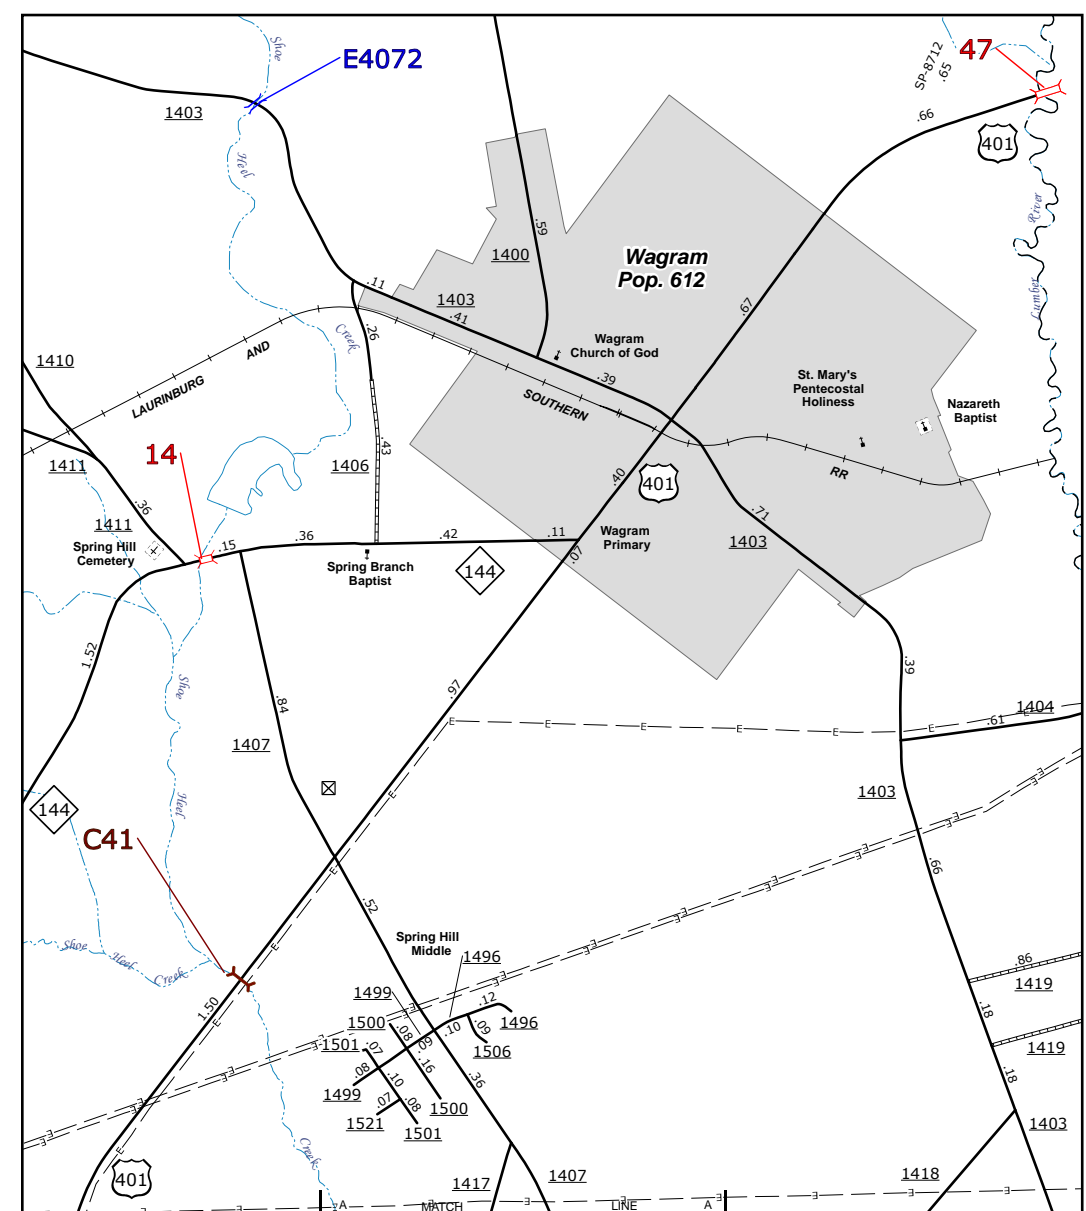 Shoe
E4072
47
SP-8712
.65
1403
.66
401
Heel
River
.59
1400
Wagram
Pop. 612
.11
1403
.41
Lumber
.67
.26
Creek
Wagram
Church of God
1410
AND
LAURINBURG
.39
SOUTHERN
St. Mary's
Pentecostal
Holiness
Nazareth
Baptist
.43
14
1411
1406
.40
401
RR
.36
.71
1411
Spring Hill
Cemetery
.15
.36
.42
.11
Wagram
Primary
1403
.07
144
Spring Branch
Baptist
1.52
.39
Shoe
.97
.84
1404
.61
E E E E E E E
1407
1403
144
Heel
C41
.66
.52
Spring Hill
Middle
1496
Shoe
Heel
Creek
.86
1419
1499
1.50
.12
.18
1500
.08
.10
1496
.09
.09
1501
.07
.16
1506
1419
.08
.10
.36
.18
1499
.07
.08
1500
1521
1501
1403
Creek
401
1417
1407
1418
A
MATCH
LINE
A